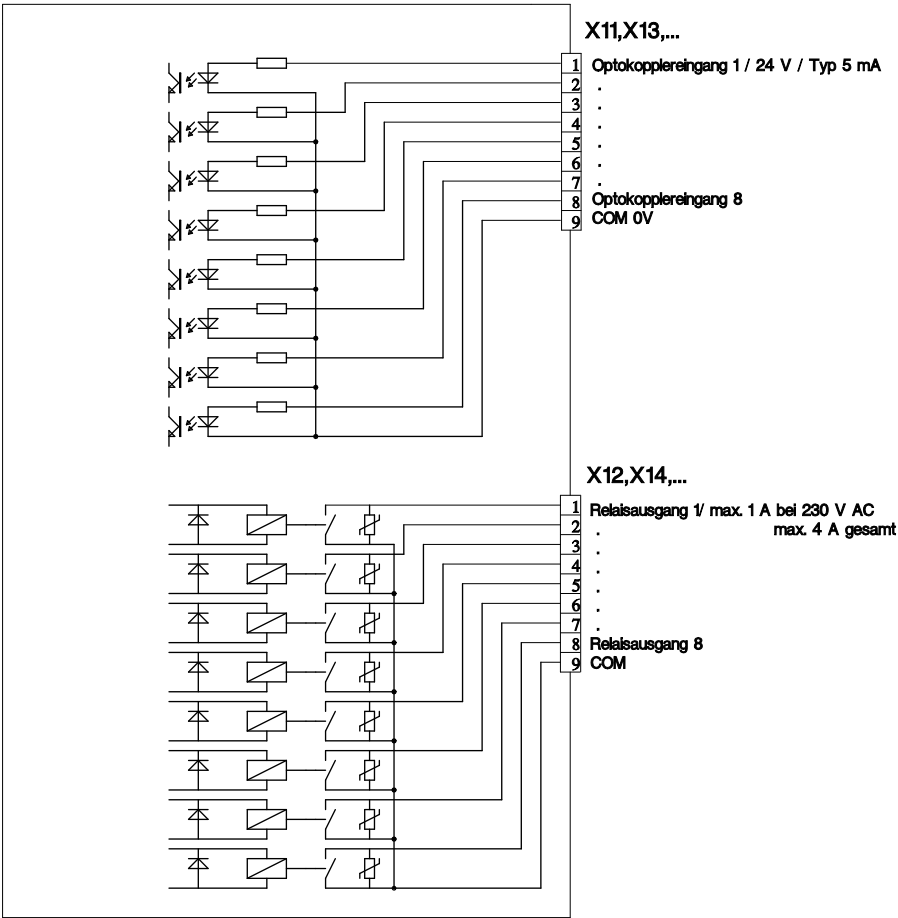 X11,X13,...
1 Optokopplereingang 1 / 24 V / Typ 5 mA
2 .
3 .
4 .
5 .
6 .
7 .
8 Optokopplereingang 8
9 COM 0V
X12,X14,...
1 Relaisausgang 1/ max. 1 A bei 230 V AC
max. 4 A gesamt
2 .
3 .
4 .
5 .
6 .
7 .
8 Relaisausgang 8
9 COM